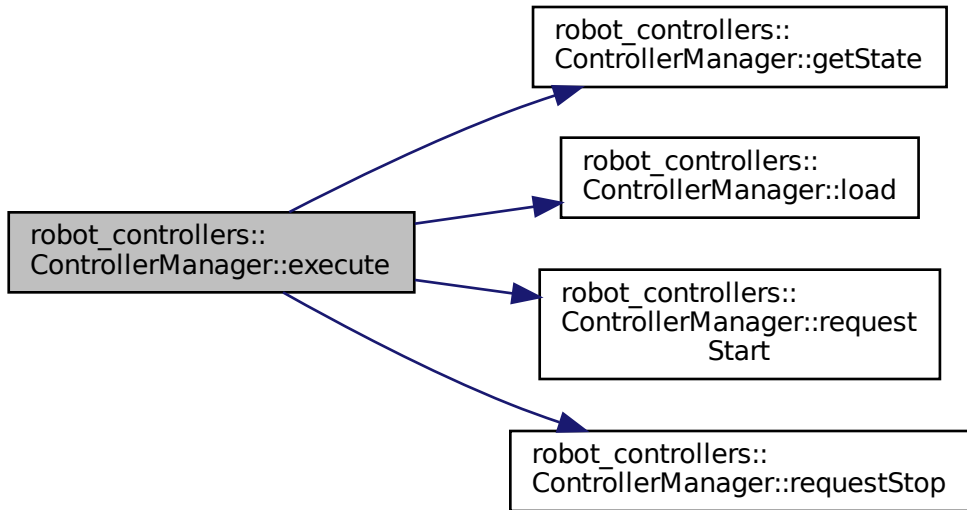 robot_controllers::
ControllerManager::getState
robot_controllers::
ControllerManager::load
robot_controllers::
ControllerManager::execute
robot_controllers::
ControllerManager::request
Start
robot_controllers::
ControllerManager::requestStop